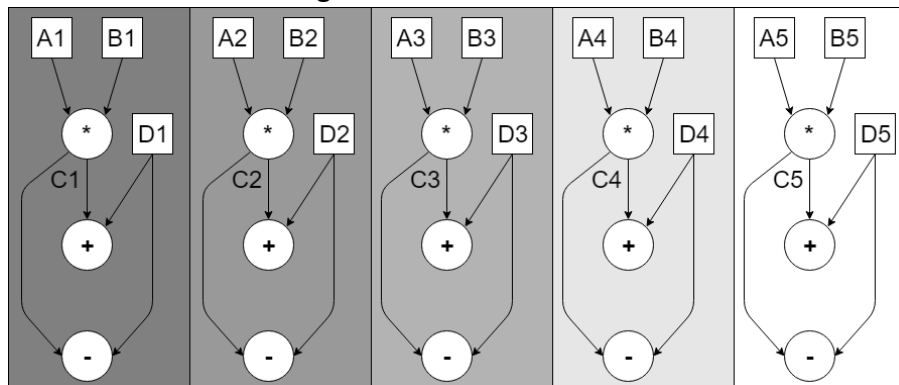 A1 B1 A2 B2 A3 B3 A4 B4 A5 B5
* D1 * D2 * D3 * D4 * D5
C1 C2 C3 C4 C5
+ + + + +
- - - - -